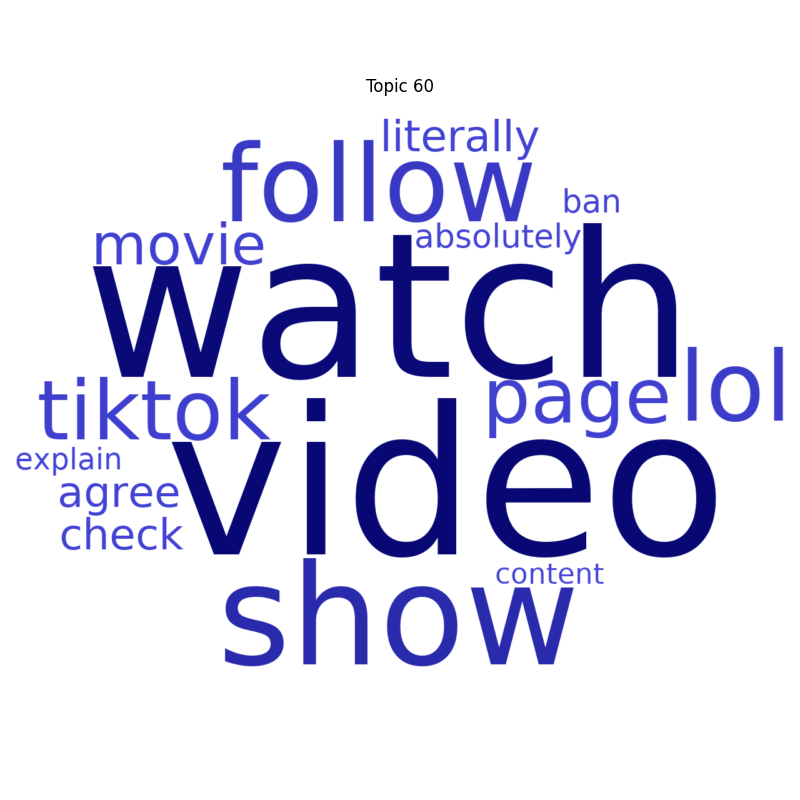 Topic 60
literally
follow
ban
absolutely
movie
watch
lol
page
tiktok
video
explain
agree
check
content
show